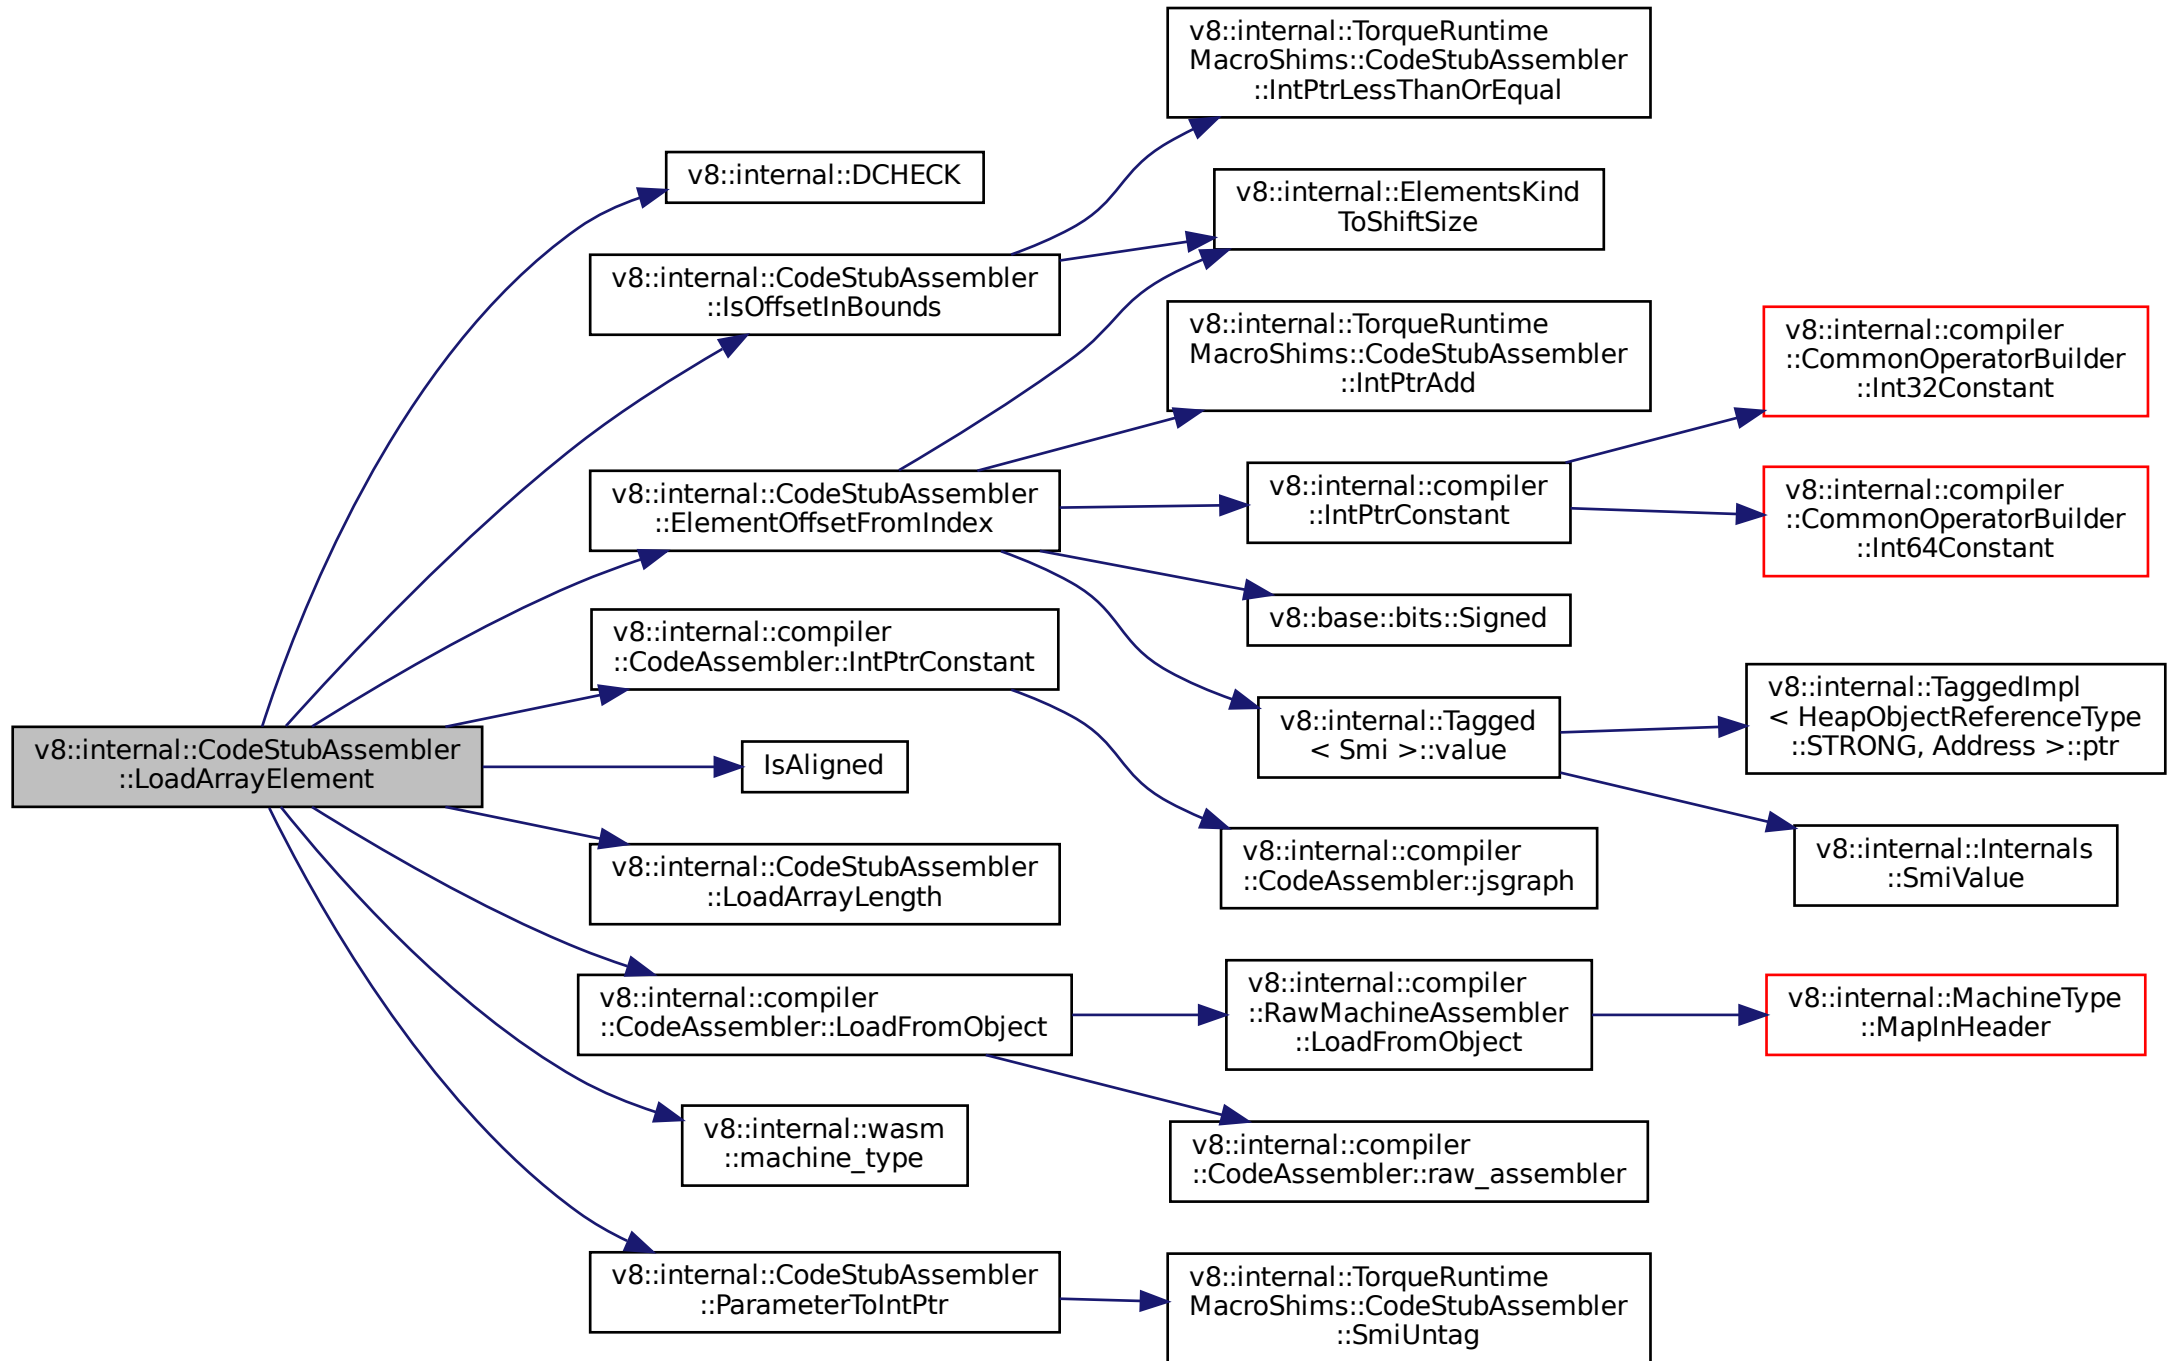 v8::internal::CodeStubAssembler
::LoadArrayElement
v8::internal::DCHECK
v8::internal::CodeStubAssembler
::IsOffsetInBounds
v8::internal::CodeStubAssembler
::ElementOffsetFromIndex
v8::internal::compiler
::CodeAssembler::IntPtrConstant
IsAligned
v8::internal::CodeStubAssembler
::LoadArrayLength
v8::internal::compiler
::CodeAssembler::LoadFromObject
v8::internal::wasm
::machine_type
v8::internal::CodeStubAssembler
::ParameterToIntPtr
v8::internal::TorqueRuntime
MacroShims::CodeStubAssembler
::IntPtrLessThanOrEqual
v8::internal::ElementsKind
ToShiftSize
v8::internal::TorqueRuntime
MacroShims::CodeStubAssembler
::IntPtrAdd
v8::internal::compiler
::IntPtrConstant
v8::base::bits::Signed
v8::internal::Tagged
< Smi >::value
v8::internal::compiler
::CodeAssembler::jsgraph
v8::internal::compiler
::RawMachineAssembler
::LoadFromObject
v8::internal::compiler
::CodeAssembler::raw_assembler
v8::internal::TorqueRuntime
MacroShims::CodeStubAssembler
::SmiUntag
v8::internal::compiler
::CommonOperatorBuilder
::Int32Constant
v8::internal::compiler
::CommonOperatorBuilder
::Int64Constant
v8::internal::TaggedImpl
< HeapObjectReferenceType
::STRONG, Address >::ptr
v8::internal::Internals
::SmiValue
v8::internal::MachineType
::MapInHeader